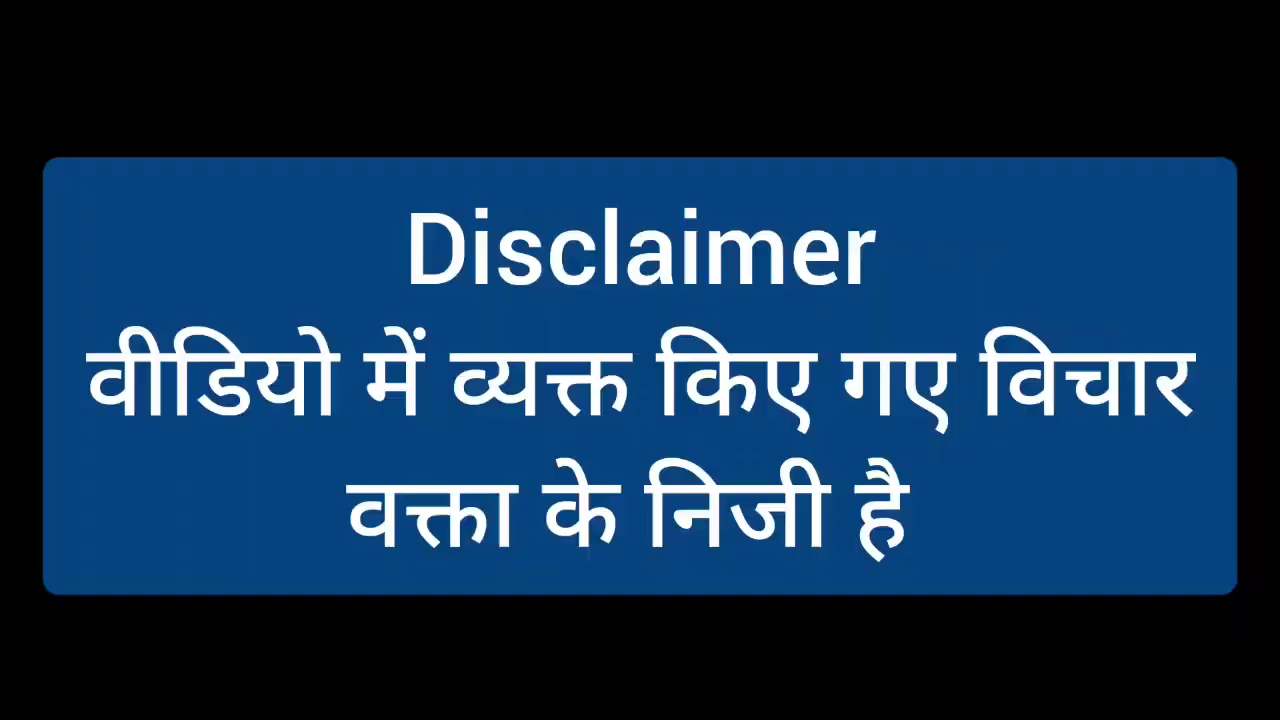 Disclaimer
वीडियो में व्यक्त किए गए विचार
वक्ता के निजी है